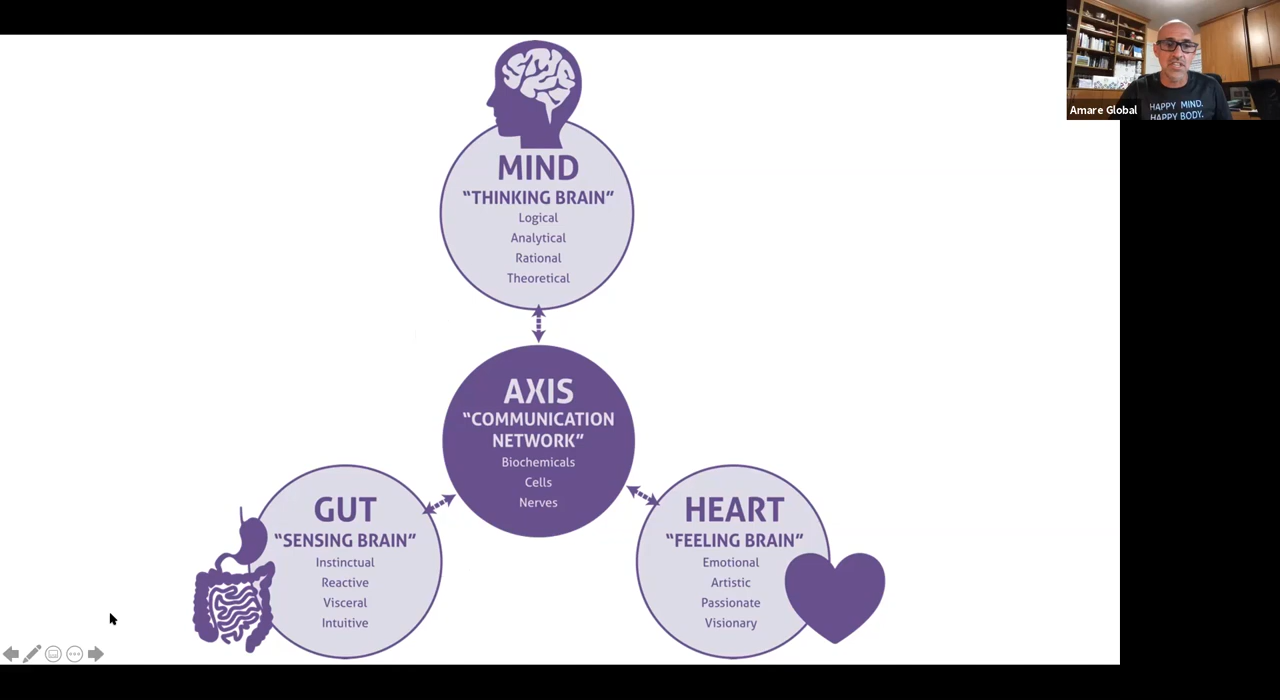 MIND
“THINKING BRAIN”
Logical
Analytical
Rational
Theoretical
AXIS
“COMMUNICATION
NETWORK”
Biochemicals
Cells
Nerves
GUT
“SENSING BRAIN”
Instinctual
Reactive
Visceral
Intuitive
HEART
“FEELING BRAIN”
Emotional
Artistic
Passionate
Visionary
Amare Global
HAPPY MIND.
HAPPY BODY.